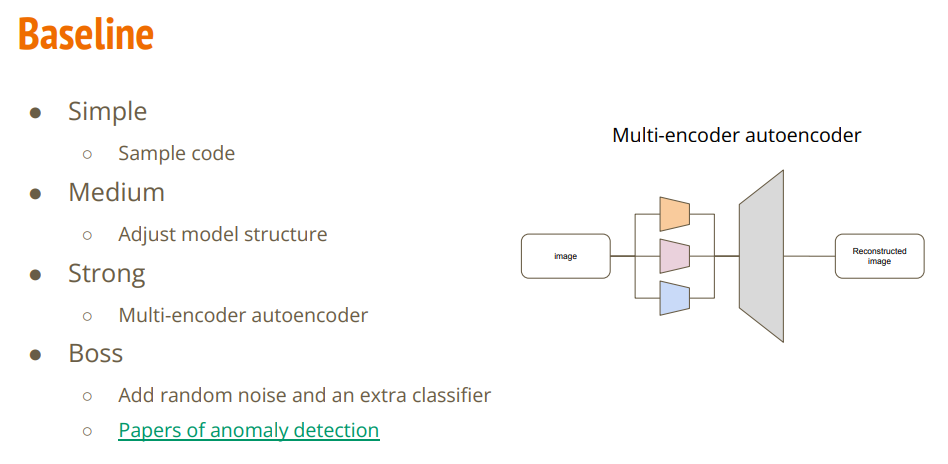 Baseline
● Simple
○ Sample code
● Medium
○ Adjust model structure
● Strong
○ Multi-encoder autoencoder
● Boss
○ Add random noise and an extra classifier
○ Papers of anomaly detection
Multi-encoder autoencoder
image
Reconstructed
image